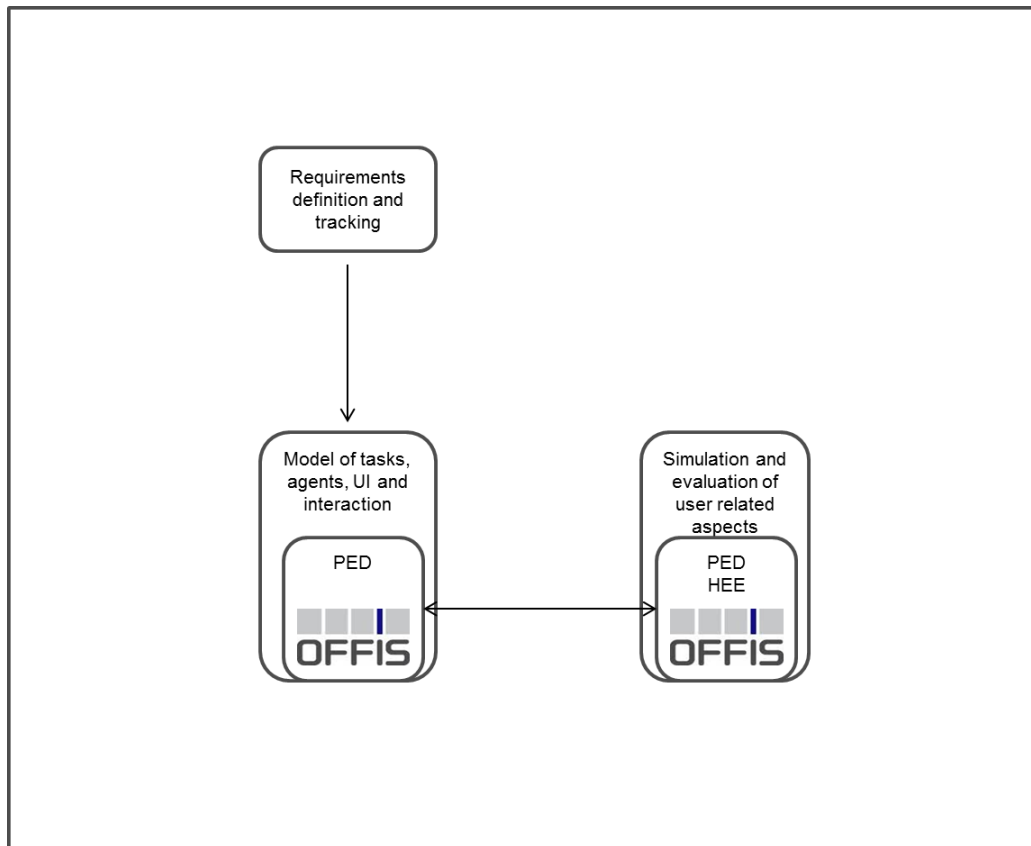 Requirements
definition and
tracking
Model of tasks,
agents, UI and
interaction
PED
OFFIS
Simulation and
evaluation of
user related
aspects
PED
HEE
OFFIS